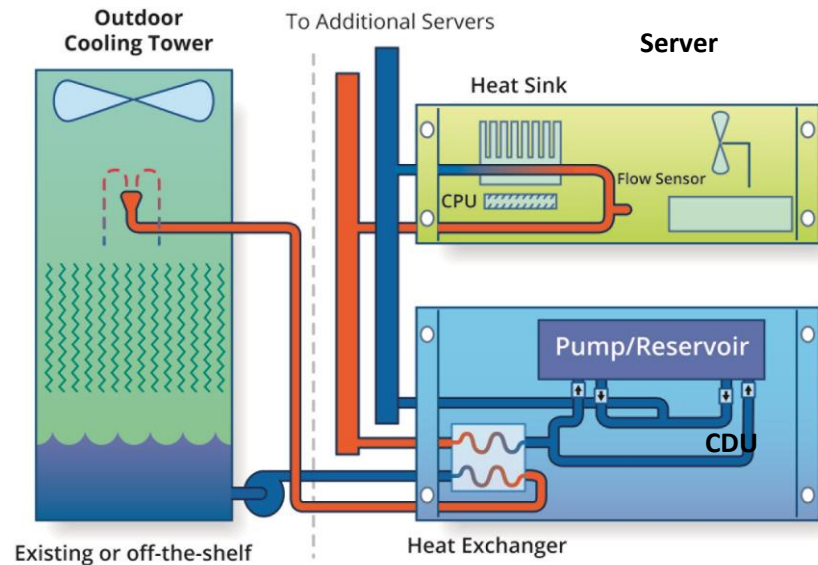 Outdoor
Cooling Tower
To Additional Servers
Server
Heat Sink
Flow Sensor
CPU
Pump/Reservoir
CDU
Existing or off-the-shelf
Heat Exchanger